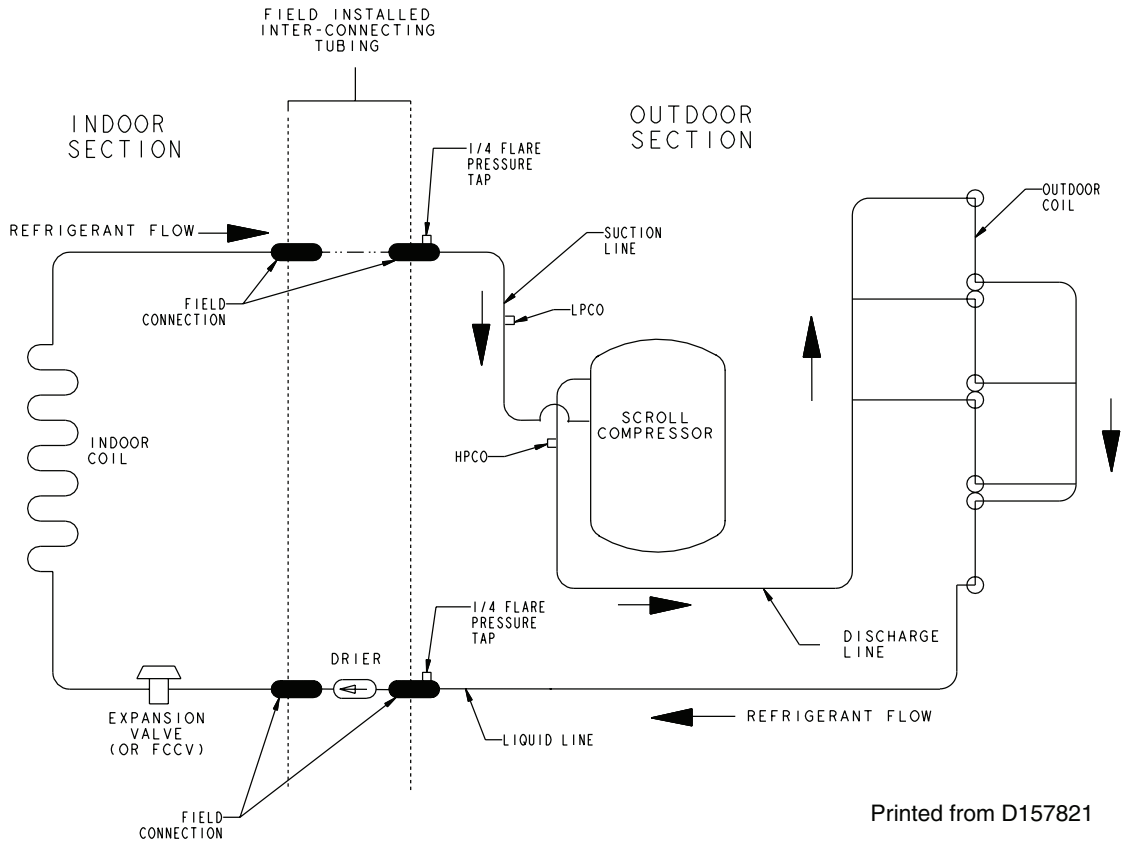 FIELD INSTALLED
INTER-CONNECTING
TUBING
INDOOR
SECTION
OUTDOOR
SECTION
1/4 FLARE
PRESSURE
TAP
OUTDOOR
COIL
REFRIGERANT FLOW
SUCTION
LINE
FIELD
CONNECTION
LPCO
SCROLL
COMPRESSOR
INDOOR
COIL
HPCO
1/4 FLARE
PRESSURE
TAP
DISCHARGE
LINE
DRIER
EXPANSION
VALVE
(OR FCCV)
REFRIGERANT FLOW
LIQUID LINE
FIELD
CONNECTION
Printed from D157821